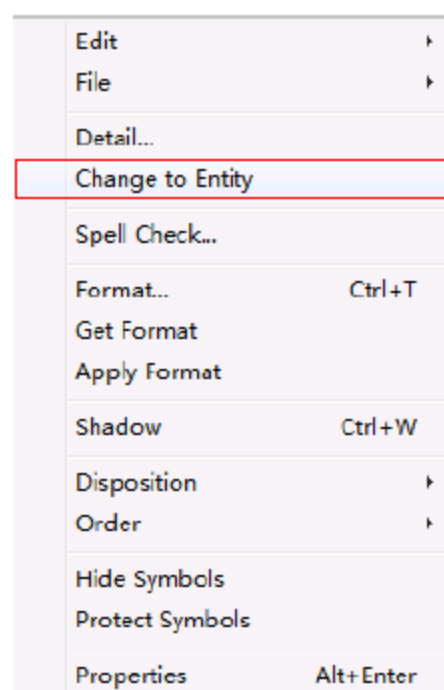 Edit
File
Detail...
Change to Entity
Spell Check...
Format... Ctrl+T
Get Format
Apply Format
Shadow Ctrl+W
Disposition
Order
Hide Symbols
Protect Symbols
Properties Alt+Enter